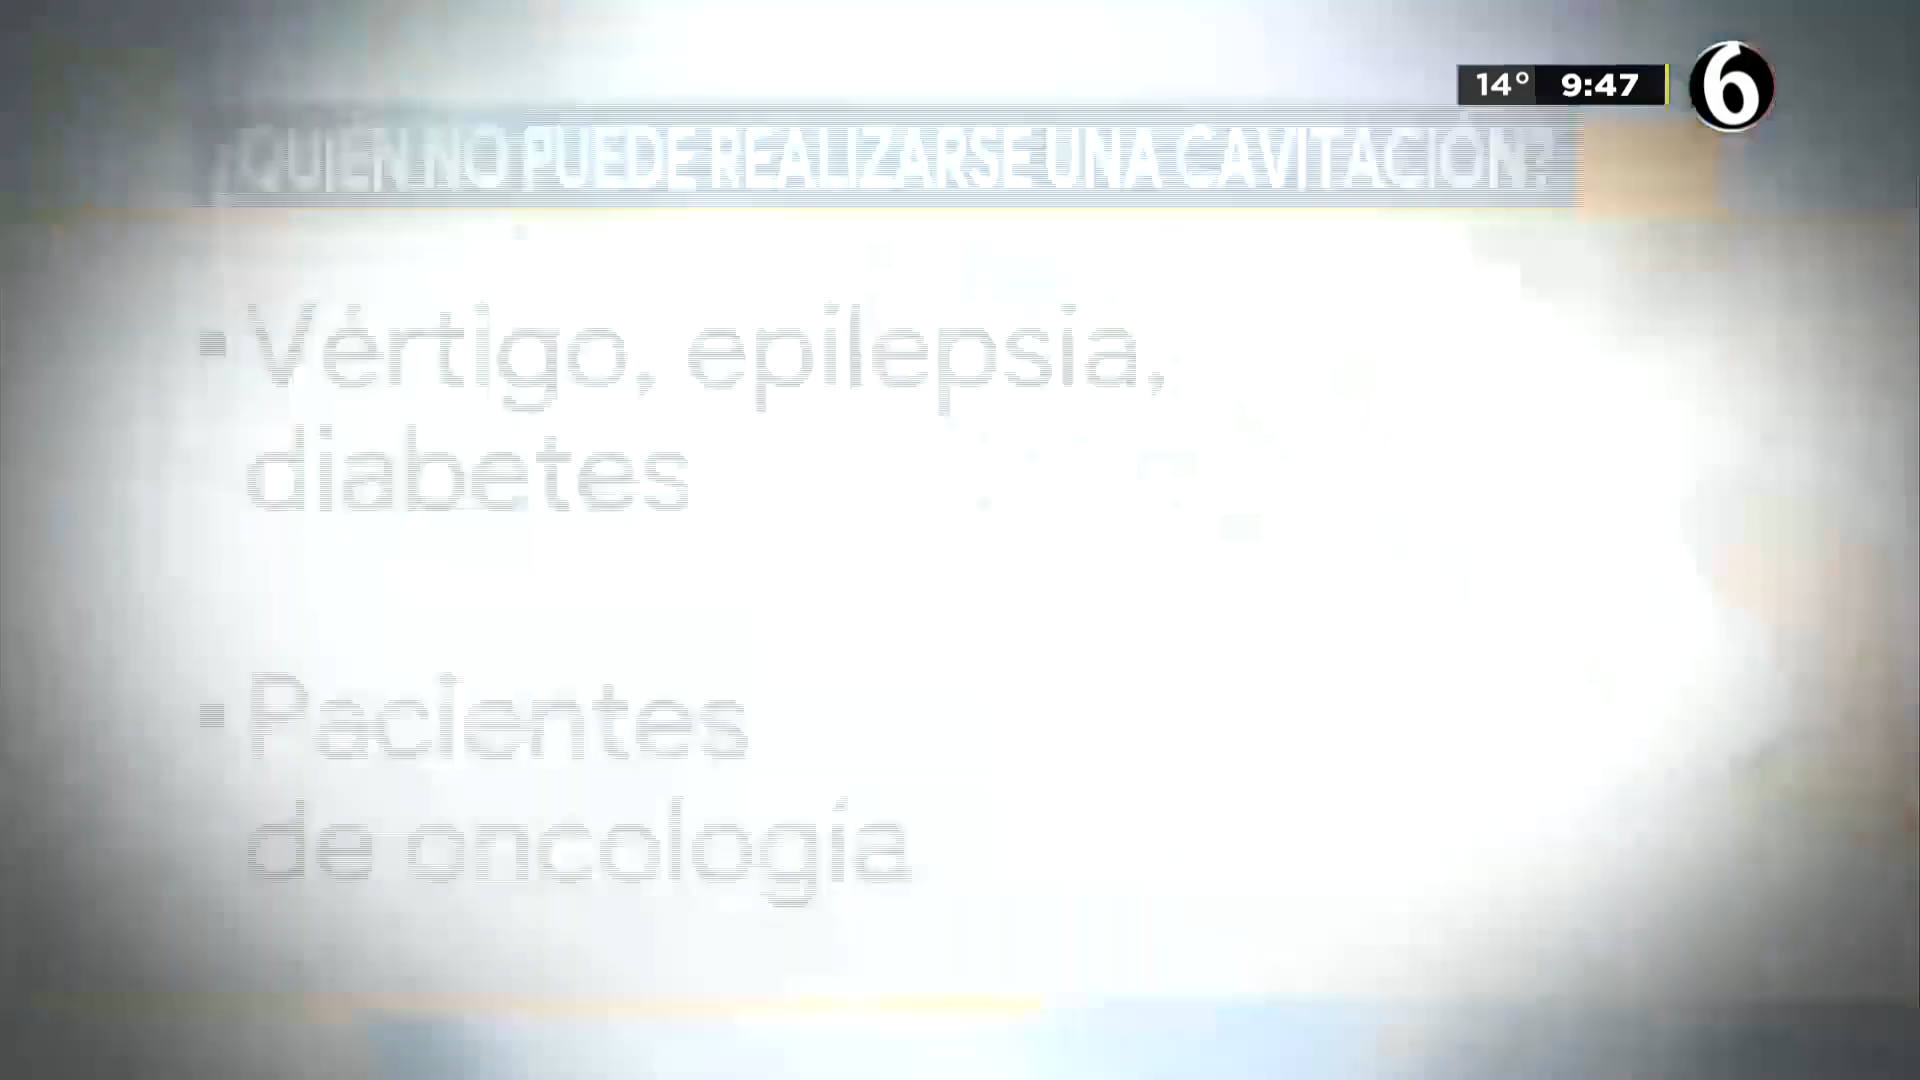 14° 9:47 6
¿QUIÉN NO PUEDE REALIZARSE UNA CAVITACIÓN?
▪ Vértigo, epilepsia,
diabetes
▪ Pacientes
de oncología